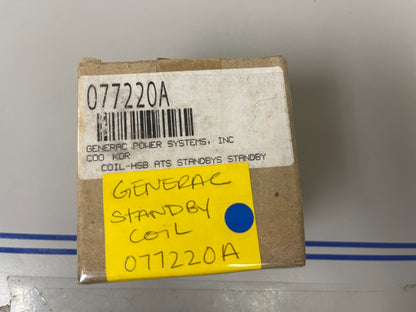 077220A
GENERAC POWER SYSTEMS, INC
COO KOR
COIL-HSB ATS STANDBYS STANDBY
GENERAC
STANDBY
COIL
077220A